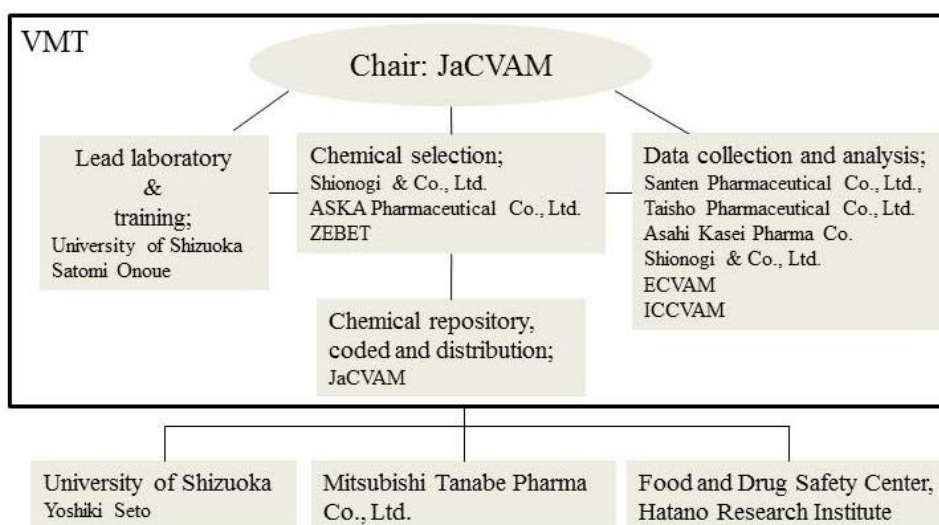 VMT
Chair: JaCVAM
Lead laboratory
&
training;
University of Shizuoka
Satomi Onoue
Chemical selection;
Shionogi & Co., Ltd.
ASKA Pharmaceutical Co., Ltd.
ZEBET
Data collection and analysis;
Santen Pharmaceutical Co., Ltd.,
Taisho Pharmaceutical Co., Ltd.
Asahi Kasei Pharma Co.
Shionogi & Co., Ltd.
ECVAM
ICCVAM
Chemical repository,
coded and distribution;
JaCVAM
University of Shizuoka
Yoshiki Seto
Mitsubishi Tanabe Pharma
Co., Ltd.
Food and Drug Safety Center,
Hatano Research Institute